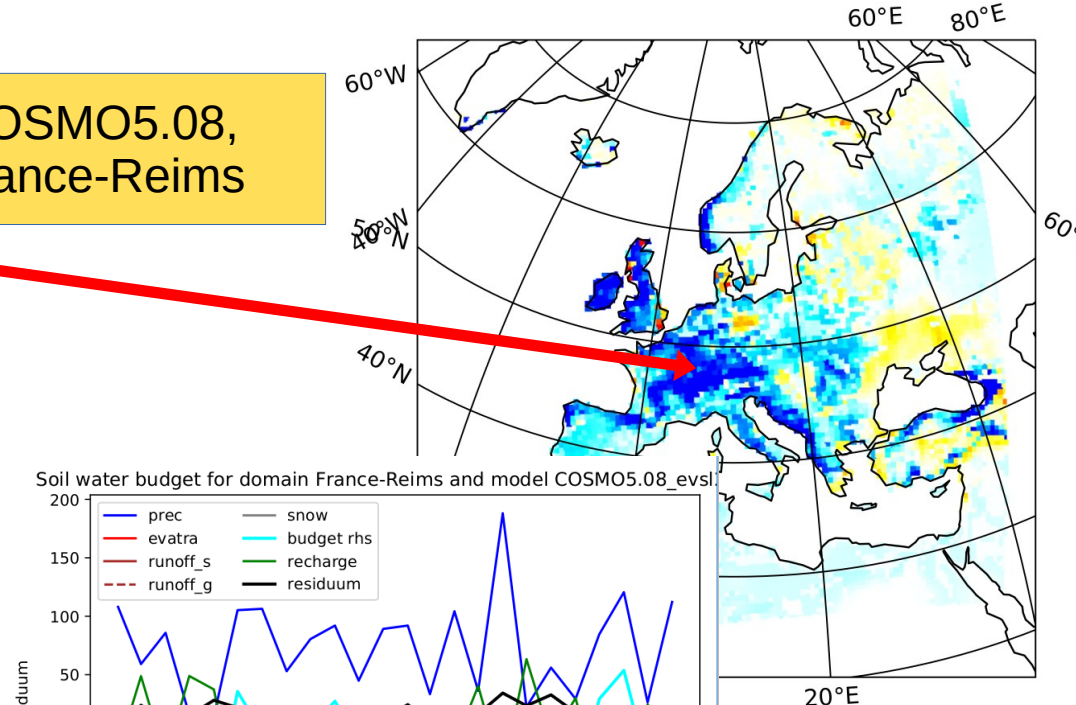 60°E 80°E
60°W
OSMO5.08,
ance-Reims
50°W
40°N
60°
40°N
Soil water budget for domain France-Reims and model COSMO5.08_evsl
200
prec
snow
evatra
budget rhs
runoff_s
recharge
runoff_g
residuum
150
100
50
duum
20°E